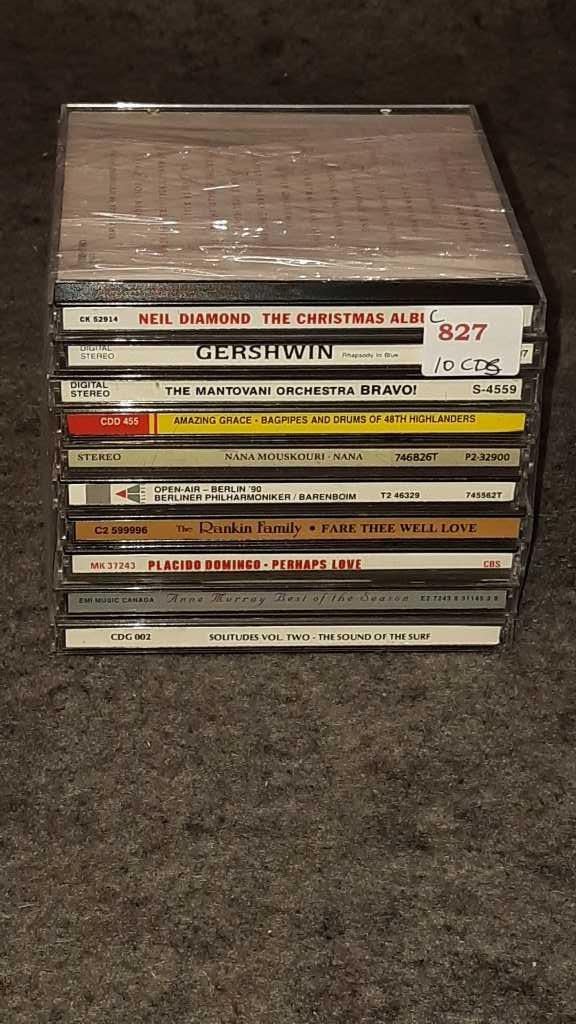 CK 52914 NEIL DIAMOND THE CHRISTMAS ALBU
C
827
10 CDS
DIGITAL
STEREO
GERSHWIN Rhapsody in Blue
DIGITAL
STEREO
THE MANTOVANI ORCHESTRA BRAVO! S-4559
CDD 455 AMAZING GRACE - BAGPIPES AND DRUMS OF 48TH HIGHLANDERS
STEREO NANA MOUSKOURI - NANA 746826T P2-32900
OPEN-AIR – BERLIN '90
BERLINER PHILHARMONIKER / BARENBOIM T2 46329 745562T
C2 599996 The Rankin Family • FARE THEE WELL LOVE
MK 37243 PLACIDO DOMINGO • PERHAPS LOVE CBS
EMI MUSIC CANADA Anne Murray Best of the Season
CDG 002 SOLITUDES VOL. TWO - THE SOUND OF THE SURF